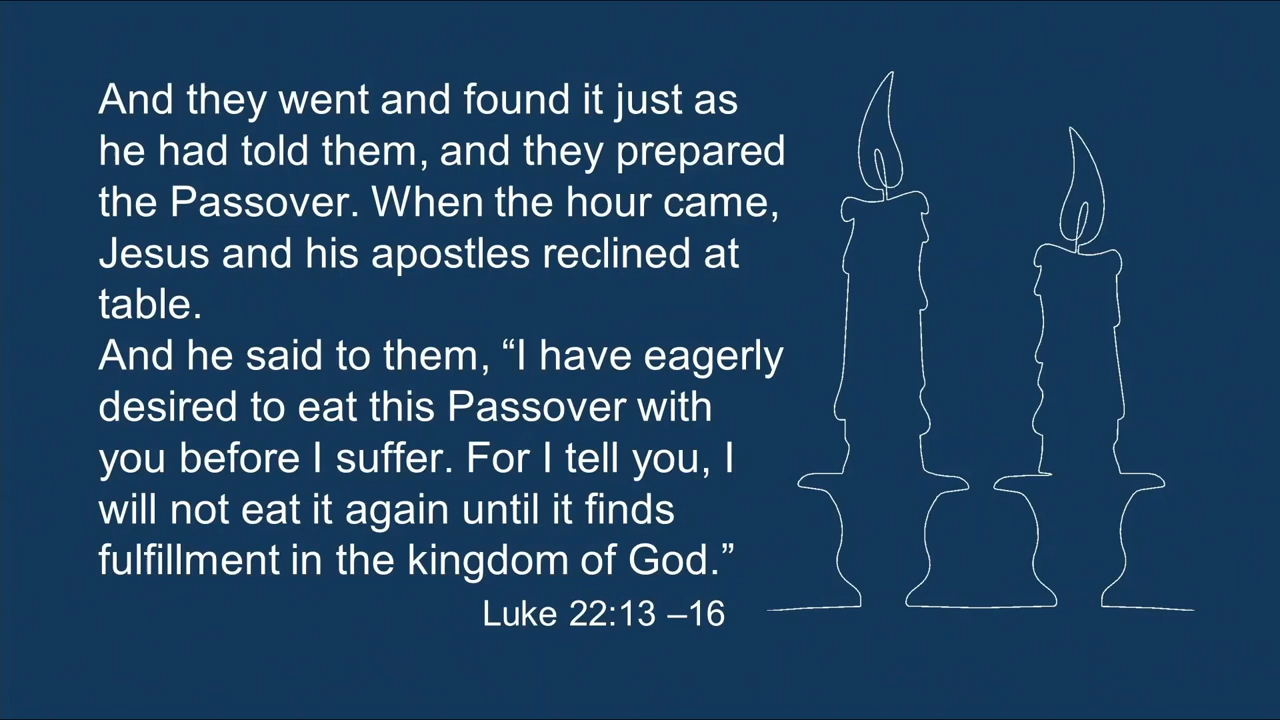 And they went and found it just as
he had told them, and they prepared
the Passover. When the hour came,
Jesus and his apostles reclined at
table.
And he said to them, “I have eagerly
desired to eat this Passover with
you before I suffer. For I tell you, I
will not eat it again until it finds
fulfillment in the kingdom of God.”
Luke 22:13 –16